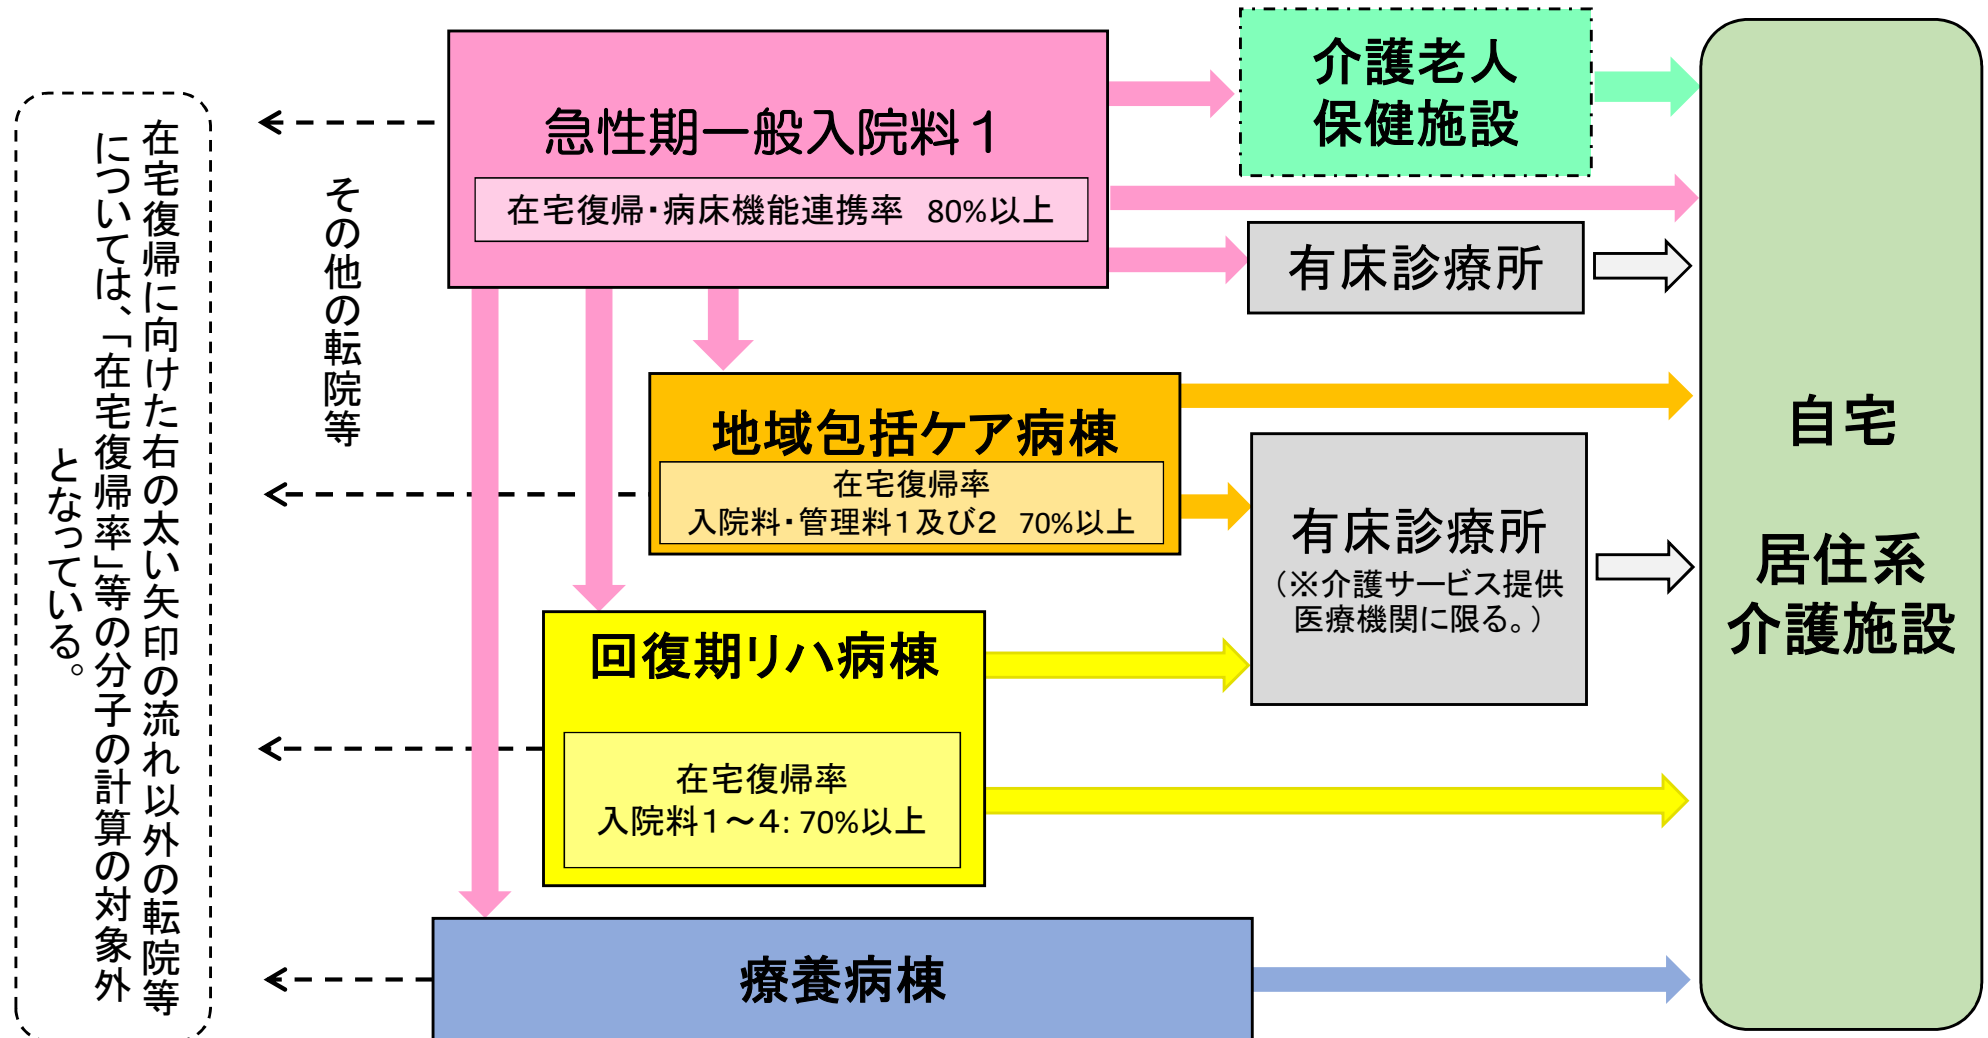 在宅復帰に向けた右の太い矢印の流れ以外の転院等
については、「在宅復帰率」等の分子の計算の対象外
となっている。
その他の転院等
急性期一般入院料１
在宅復帰・病床機能連携率　80%以上
介護老人
保健施設
有床診療所
地域包括ケア病棟
在宅復帰率
入院料・管理料１及び２　70%以上
有床診療所
（※介護サービス提供
医療機関に限る。）
回復期リハ病棟
在宅復帰率
入院料１～４: 70%以上
療養病棟
自宅
居住系
介護施設